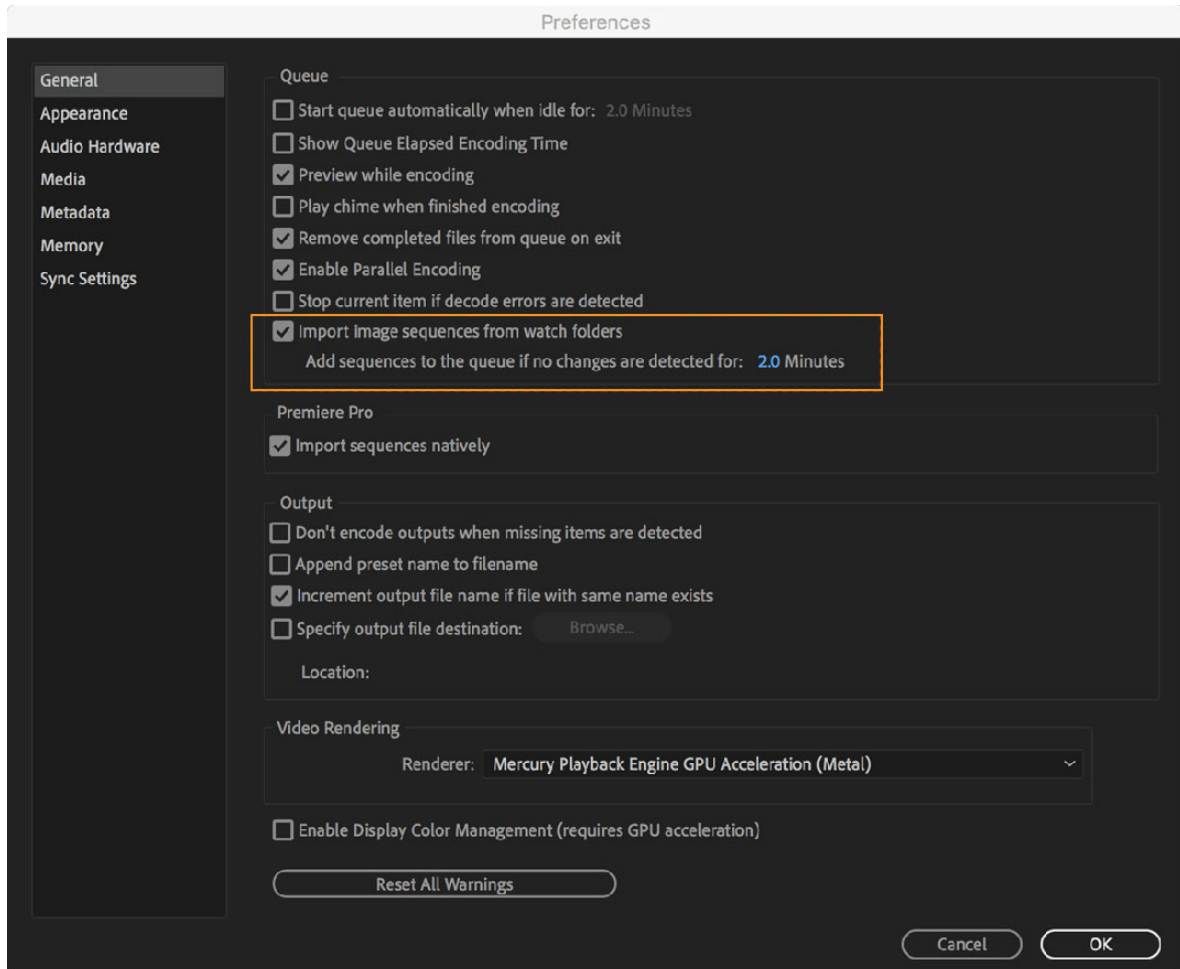 Preferences
General
Appearance
Audio Hardware
Media
Metadata
Memory
Sync Settings
Queue
Start queue automatically when idle for: 2.0 Minutes
Show Queue Elapsed Encoding Time
Preview while encoding
Play chime when finished encoding
Remove completed files from queue on exit
Enable Parallel Encoding
Stop current item if decode errors are detected
Import image sequences from watch folders
Add sequences to the queue if no changes are detected for: 2.0 Minutes
Premiere Pro
Import sequences natively
Output
Don't encode outputs when missing items are detected
Append preset name to filename
Increment output file name if file with same name exists
Specify output file destination: Browse...
Location:
Video Rendering
Renderer: Mercury Playback Engine GPU Acceleration (Metal)
Enable Display Color Management (requires GPU acceleration)
Reset All Warnings
Cancel OK